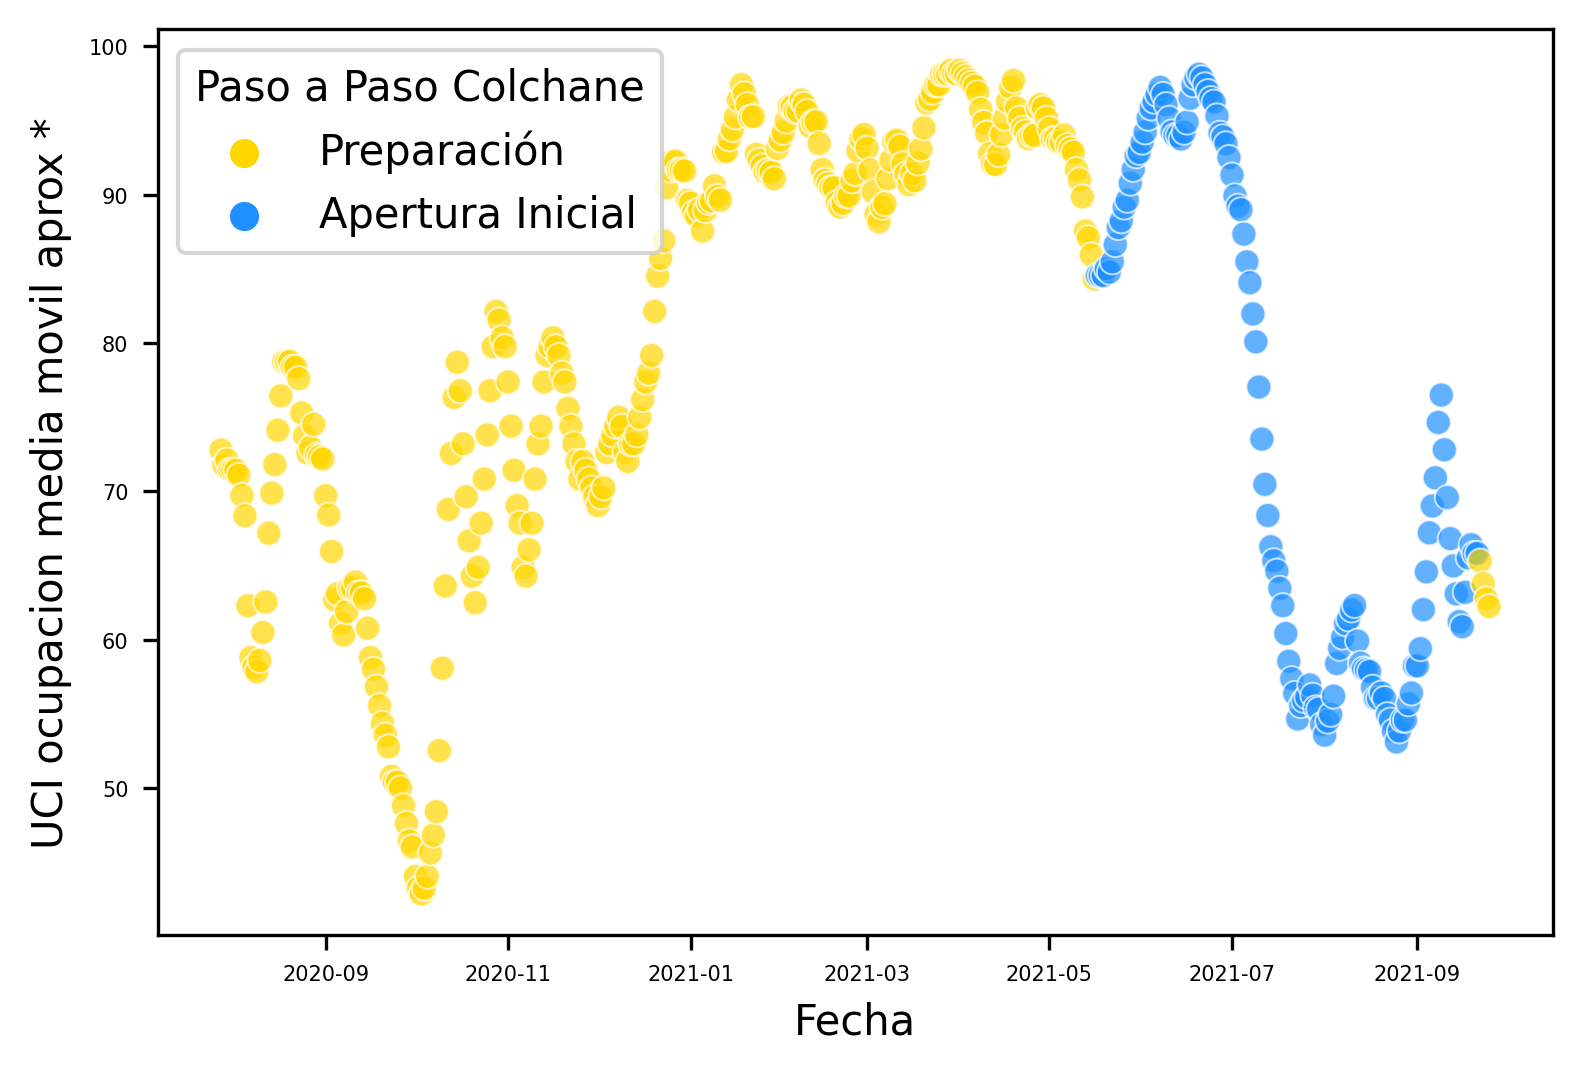 Paso a Paso Colchane
Preparación
Apertura Inicial
UCI ocupacion media movil aprox *
100
90
80
70
60
50
2020-09
2020-11
2021-01
2021-03
2021-05
2021-07
2021-09
Fecha